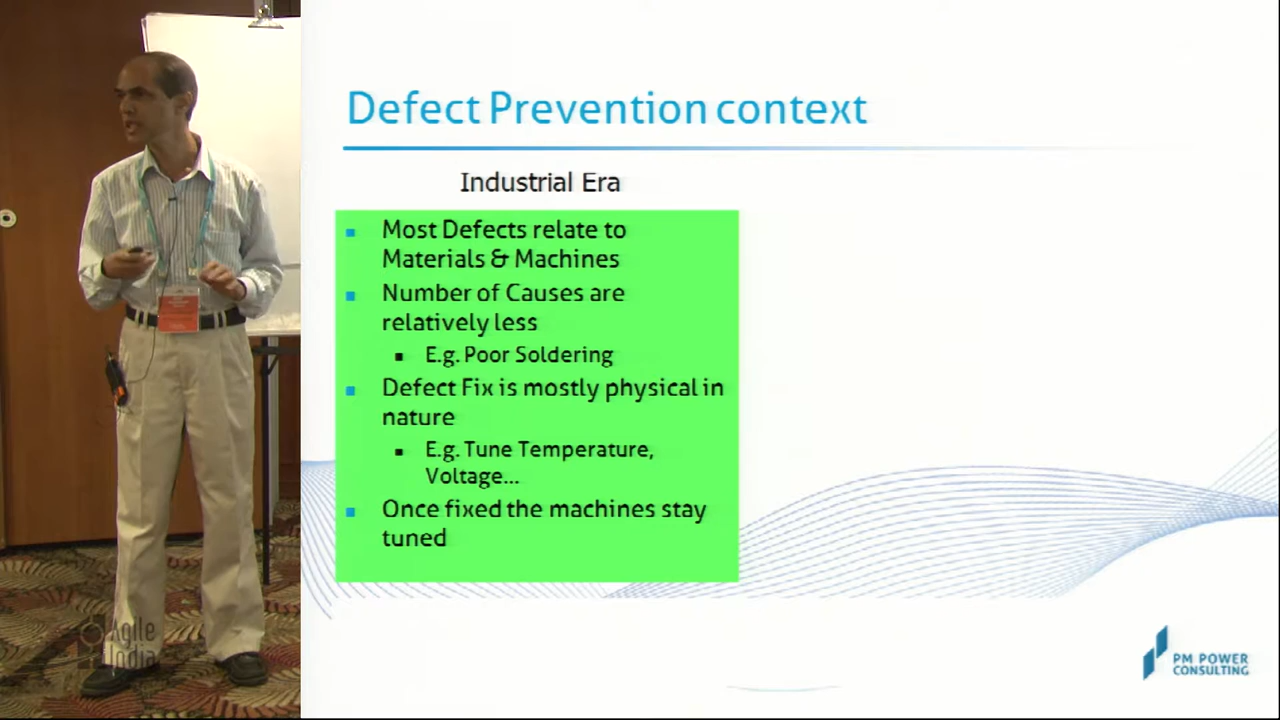 Defect Prevention context
Industrial Era
Most Defects relate to
Materials & Machines
Number of Causes are
relatively less
E.g. Poor Soldering
Defect Fix is mostly physical in
nature
E.g. Tune Temperature,
Voltage...
Once fixed the machines stay
tuned
Agile
India
PM POWER
CONSULTING